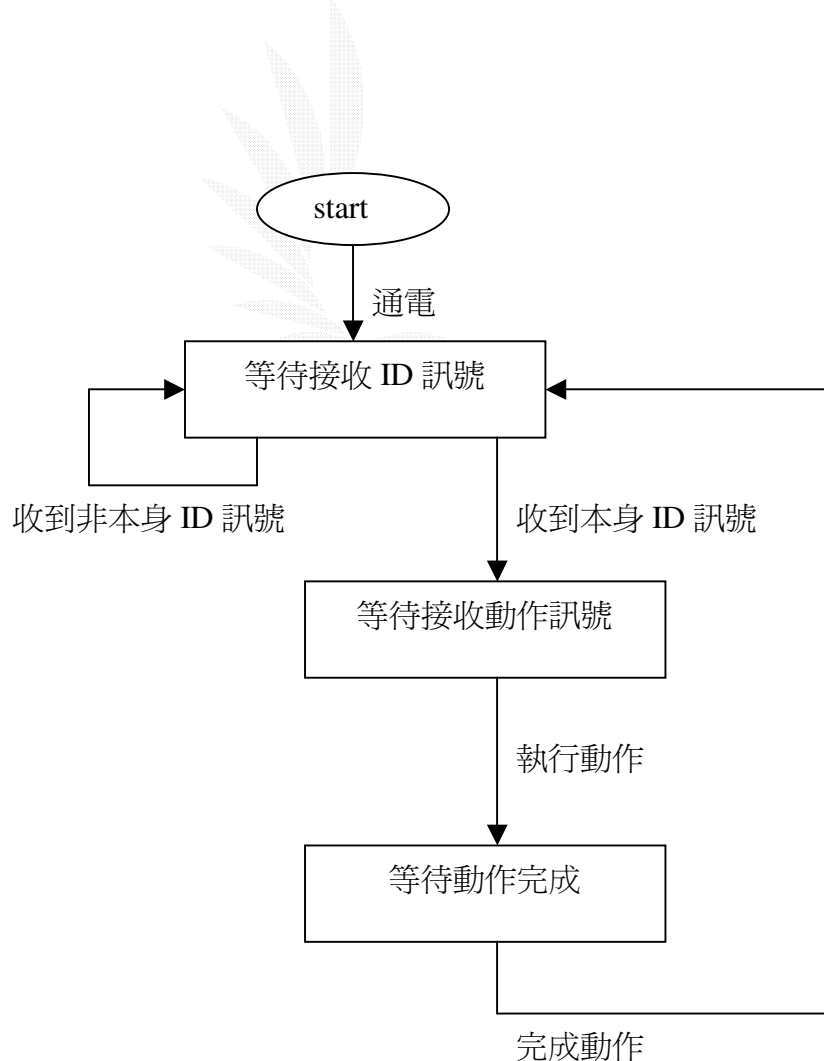 start
通電
等待接收 ID 訊號
收到非本身 ID 訊號
收到本身 ID 訊號
等待接收動作訊號
執行動作
等待動作完成
完成動作